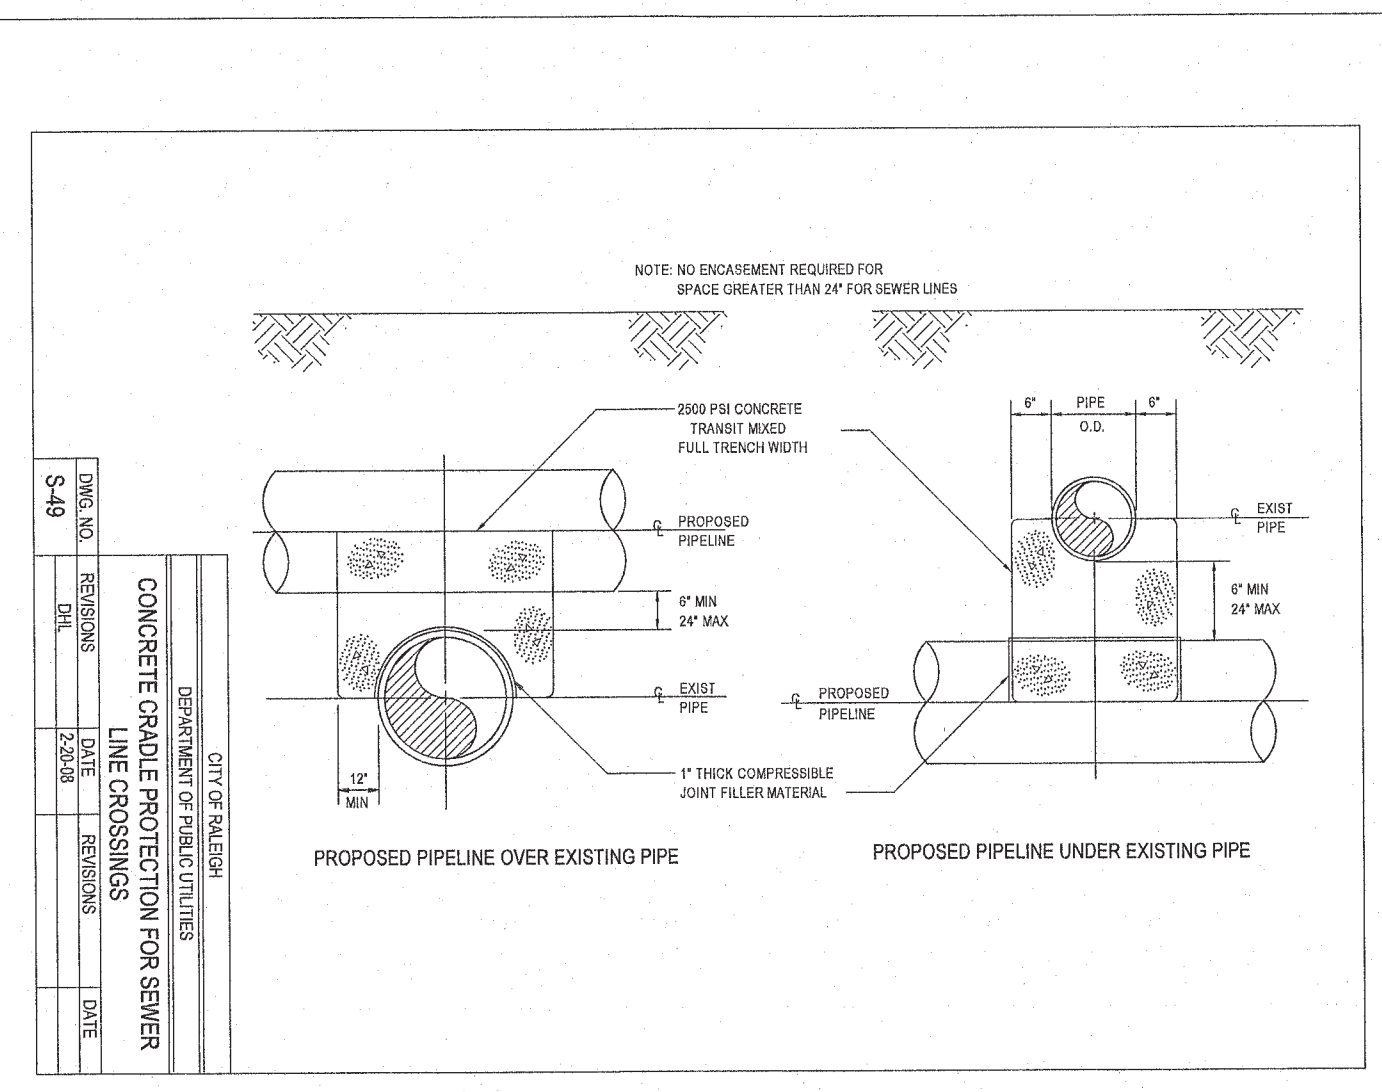 NOTE: NO ENCASEMENT REQUIRED FOR
SPACE GREATER THAN 24" FOR SEWER LINES
2500 PSI CONCRETE
TRANSIT MIXED
FULL TRENCH WIDTH
6"
PIPE
O.D.
6"
℄ PROPOSED
PIPELINE
℄ EXIST
PIPE
6" MIN
24" MAX
6" MIN
24" MAX
℄ EXIST
PIPE
℄ PROPOSED
PIPELINE
12"
MIN
1" THICK COMPRESSIBLE
JOINT FILLER MATERIAL
PROPOSED PIPELINE OVER EXISTING PIPE
PROPOSED PIPELINE UNDER EXISTING PIPE
CITY OF RALEIGH
DEPARTMENT OF PUBLIC UTILITIES
CONCRETE CRADLE PROTECTION FOR SEWER
LINE CROSSINGS
DWG. NO. REVISIONS DATE REVISIONS DATE
S-49 DHL 2-20-08